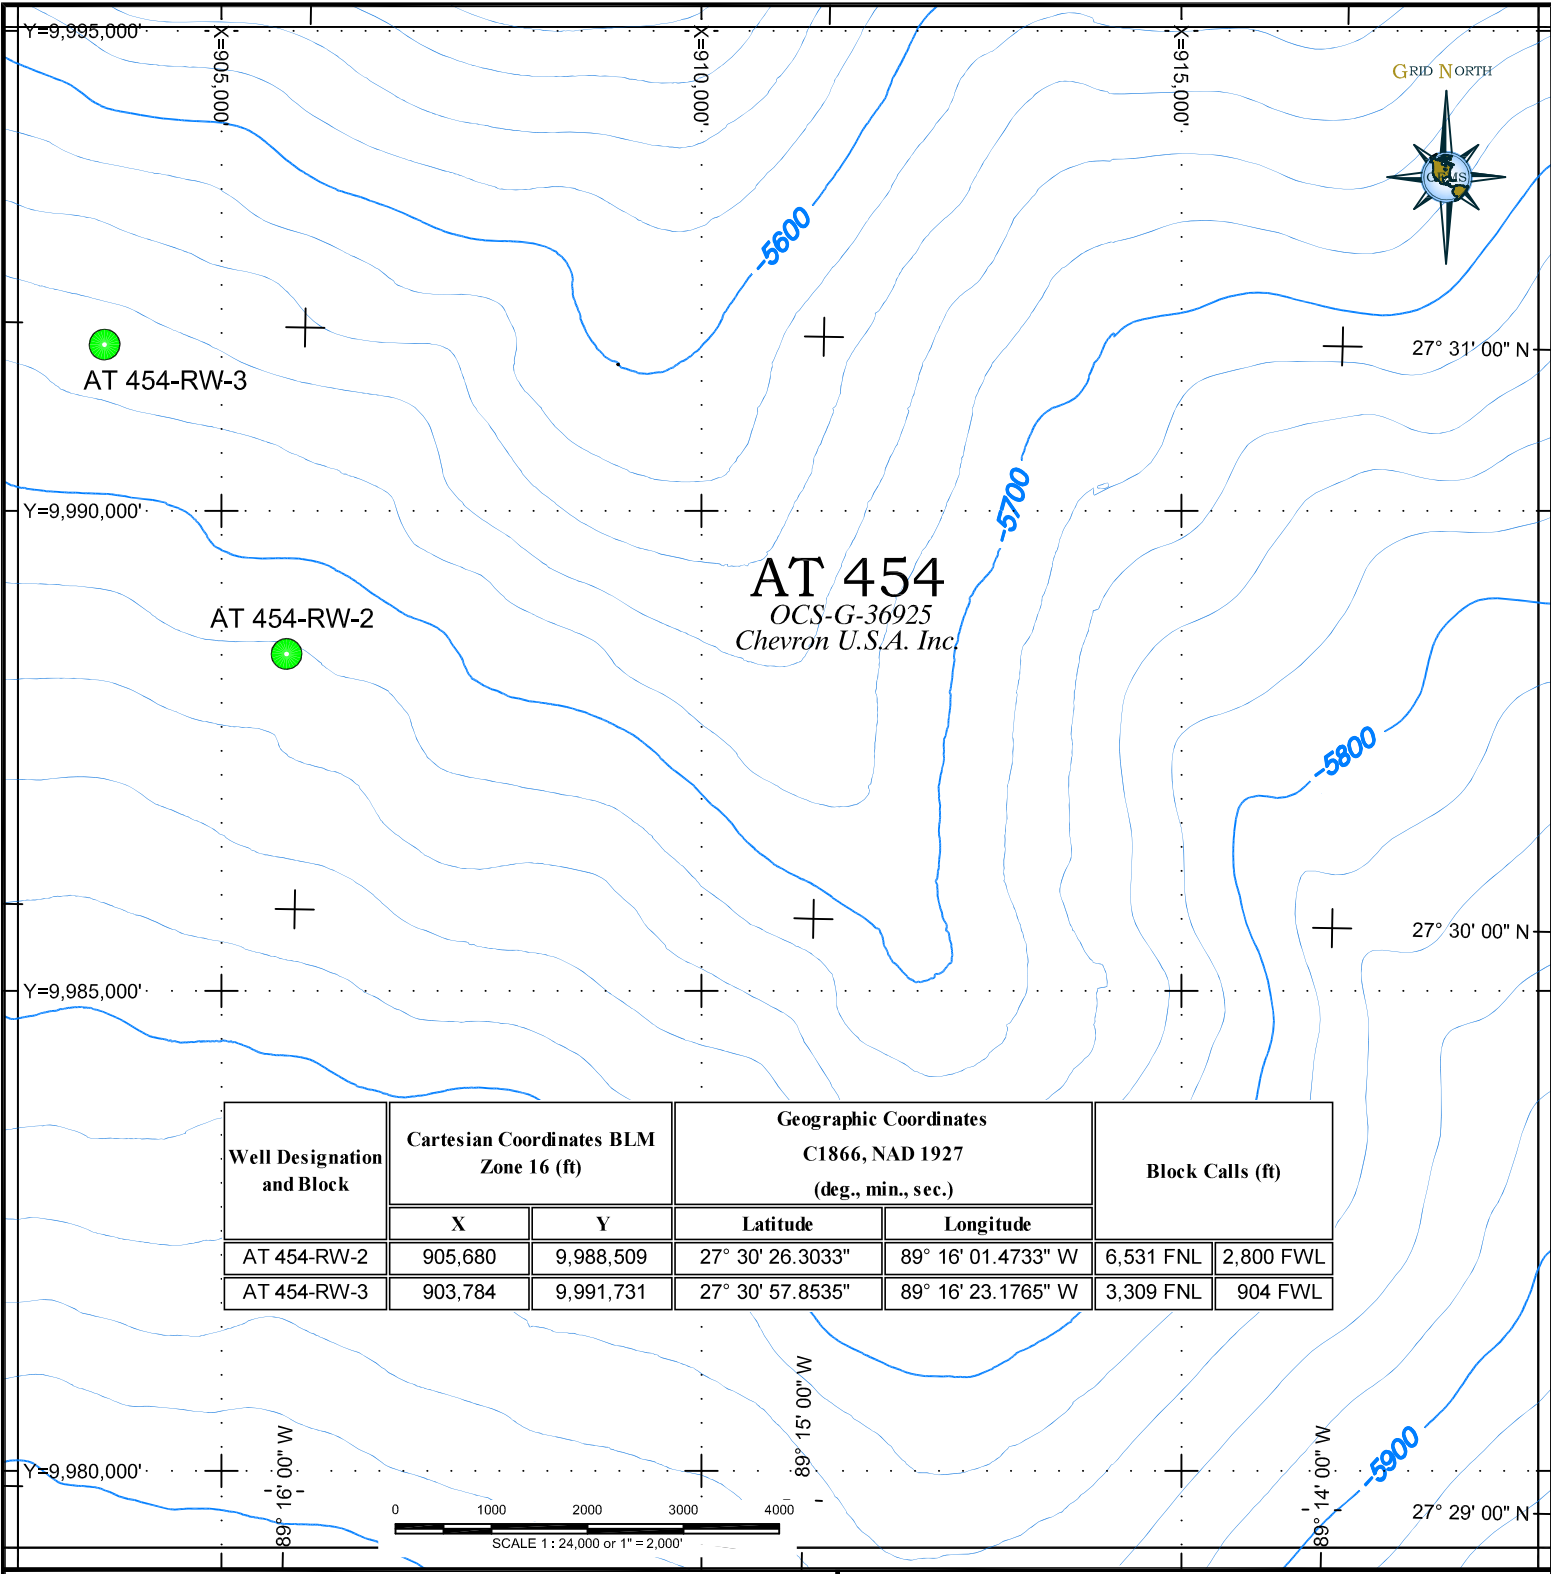 Y=9,995,000'
X=905,000'
X=910,000'
X=915,000'
GRID NORTH
-5600
27° 31' 00" N
AT 454-RW-3
-5700
Y=9,990,000'
AT 454
OCS-G-36925
Chevron U.S.A. Inc.
AT 454-RW-2
-5800
27° 30' 00" N
Y=9,985,000'
Well Designation and Block
Cartesian Coordinates BLM Zone 16 (ft)
Geographic Coordinates
C1866, NAD 1927
(deg., min., sec.)
Block Calls (ft)
X Y Latitude Longitude
AT 454-RW-2 905,680 9,988,509 27° 30' 26.3033" 89° 16' 01.4733" W 6,531 FNL 2,800 FWL
AT 454-RW-3 903,784 9,991,731 27° 30' 57.8535" 89° 16' 23.1765" W 3,309 FNL 904 FWL
89° 16' 00" W
89° 15' 00" W
89° 14' 00" W
-5900
Y=9,980,000'
27° 29' 00" N
0 1000 2000 3000 4000
SCALE 1 : 24,000 or 1" = 2,000'